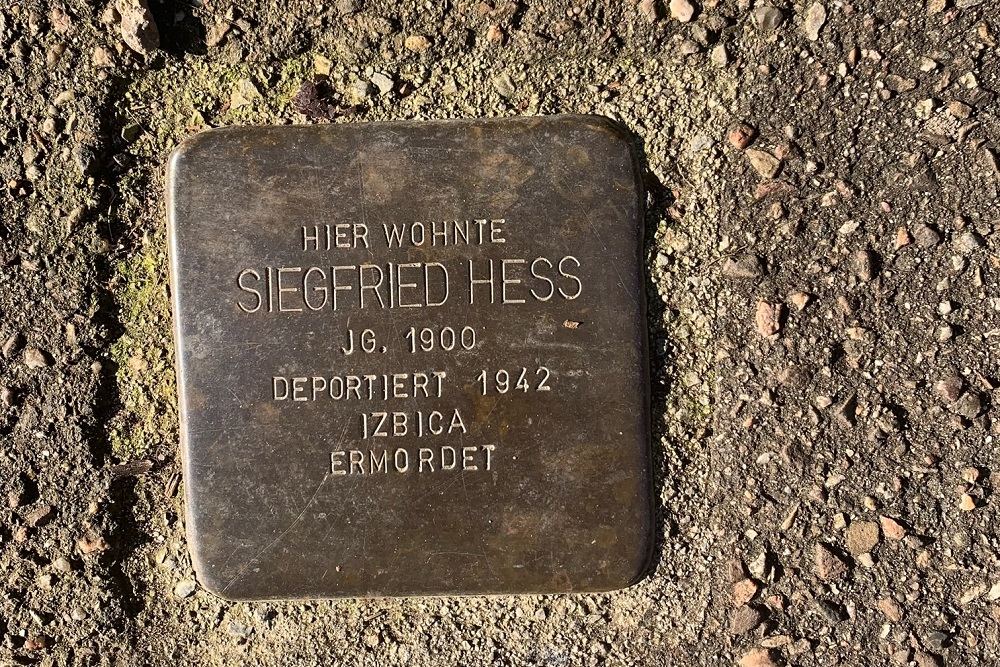 HIER WOHNTE
SIEGFRIED HESS
JG. 1900
DEPORTIERT 1942
IZBICA
ERMORDET